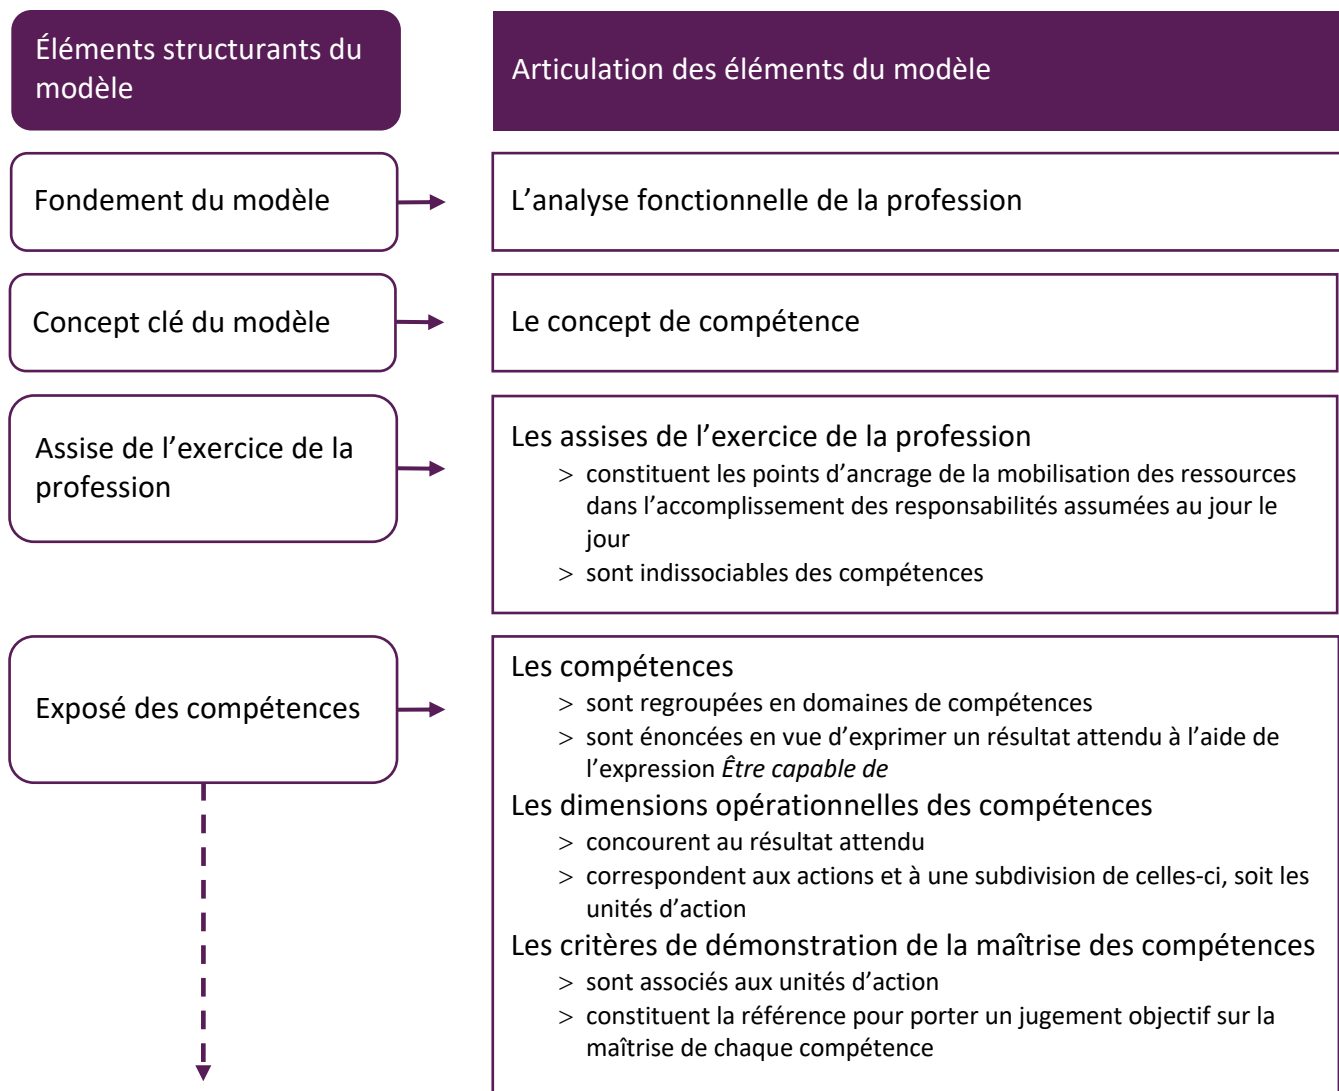 Éléments structurants du
modèle
Articulation des éléments du modèle
Fondement du modèle
L’analyse fonctionnelle de la profession
Concept clé du modèle
Le concept de compétence
Assise de l’exercice de la
profession
Les assises de l’exercice de la profession
> constituent les points d’ancrage de la mobilisation des ressources
dans l’accomplissement des responsabilités assumées au jour le
jour
> sont indissociables des compétences
Exposé des compétences
Les compétences
> sont regroupées en domaines de compétences
> sont énoncées en vue d’exprimer un résultat attendu à l’aide de
l’expression Être capable de
Les dimensions opérationnelles des compétences
> concourent au résultat attendu
> correspondent aux actions et à une subdivision de celles-ci, soit les
unités d’action
Les critères de démonstration de la maîtrise des compétences
> sont associés aux unités d’action
> constituent la référence pour porter un jugement objectif sur la
maîtrise de chaque compétence